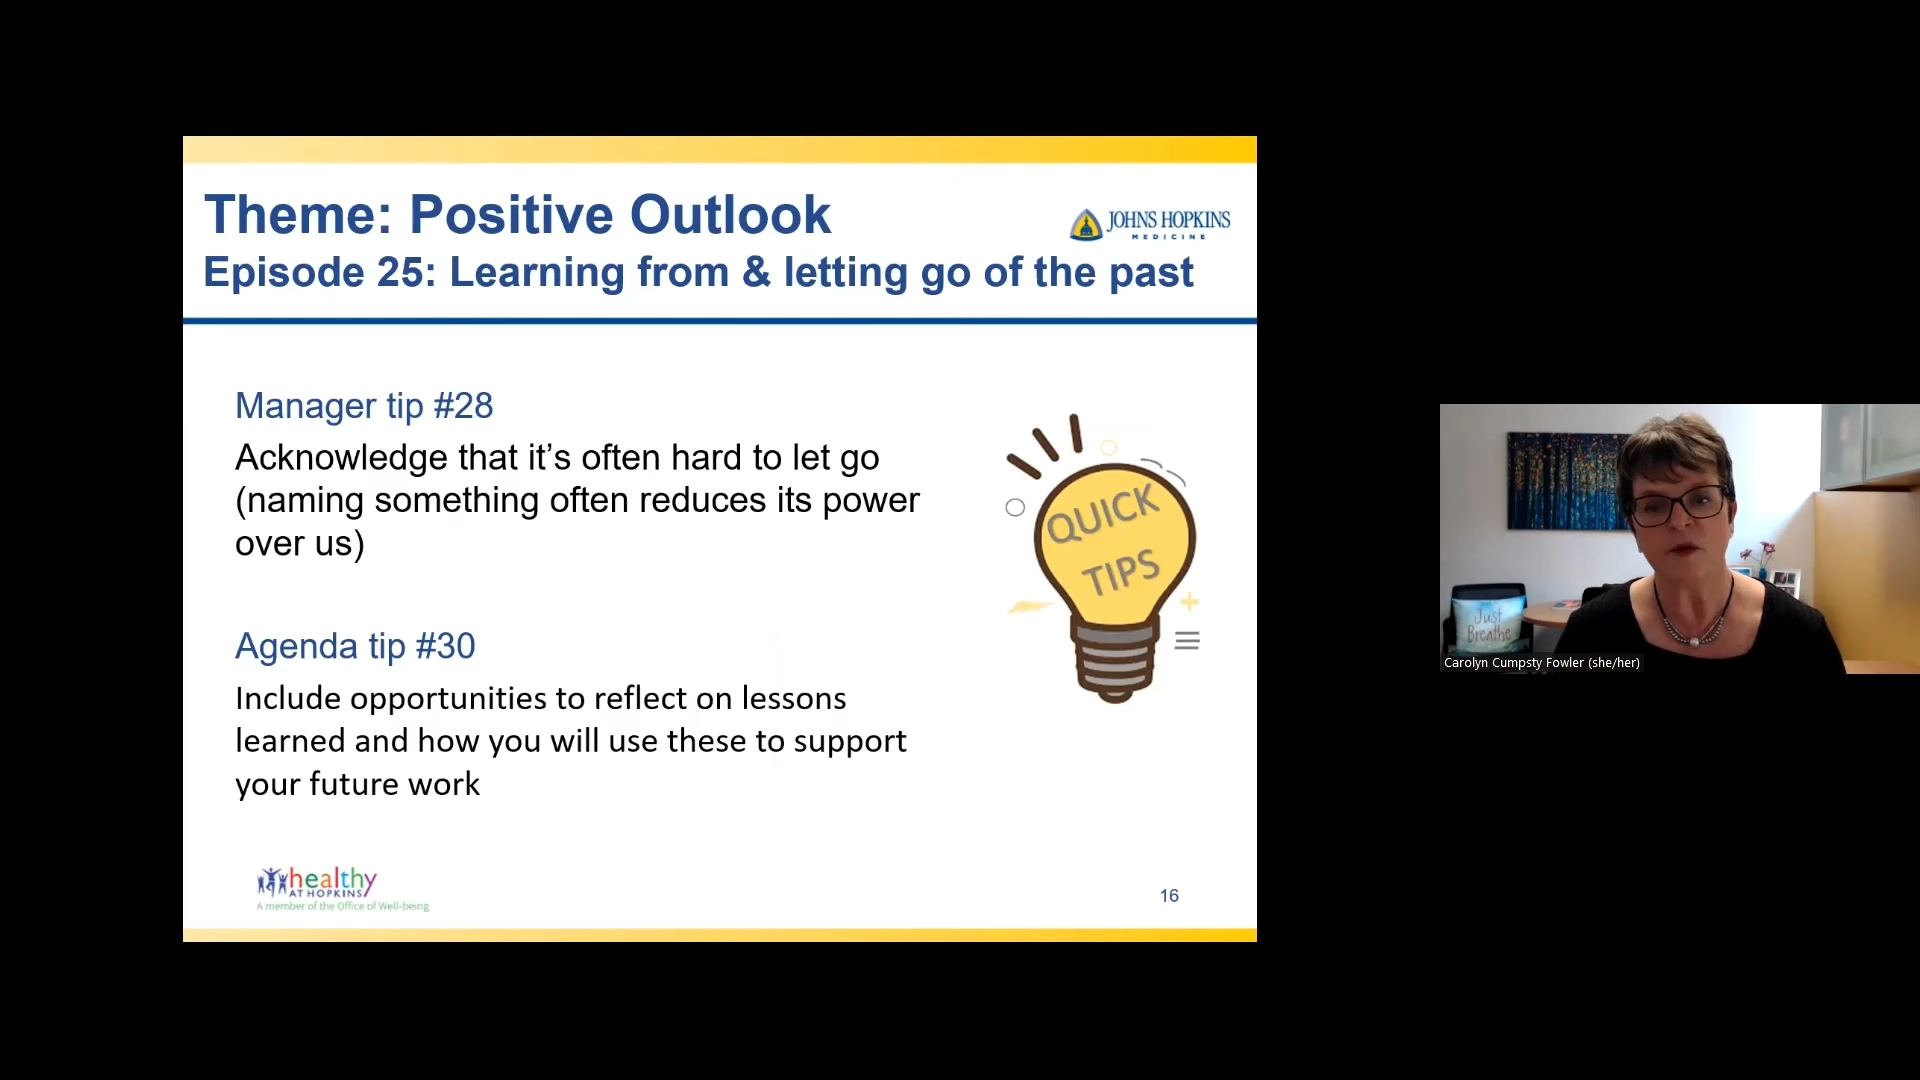 Theme: Positive Outlook
JOHNS HOPKINS
MEDICINE
Episode 25: Learning from & letting go of the past
Manager tip #28
Acknowledge that it’s often hard to let go
(naming something often reduces its power
over us)
QUICK
TIPS
Agenda tip #30
Include opportunities to reflect on lessons
learned and how you will use these to support
your future work
healthy
AT HOPKINS
A member of the Office of Well-being
16
Just
Breathe
Carolyn Cumpsty Fowler (she/her)